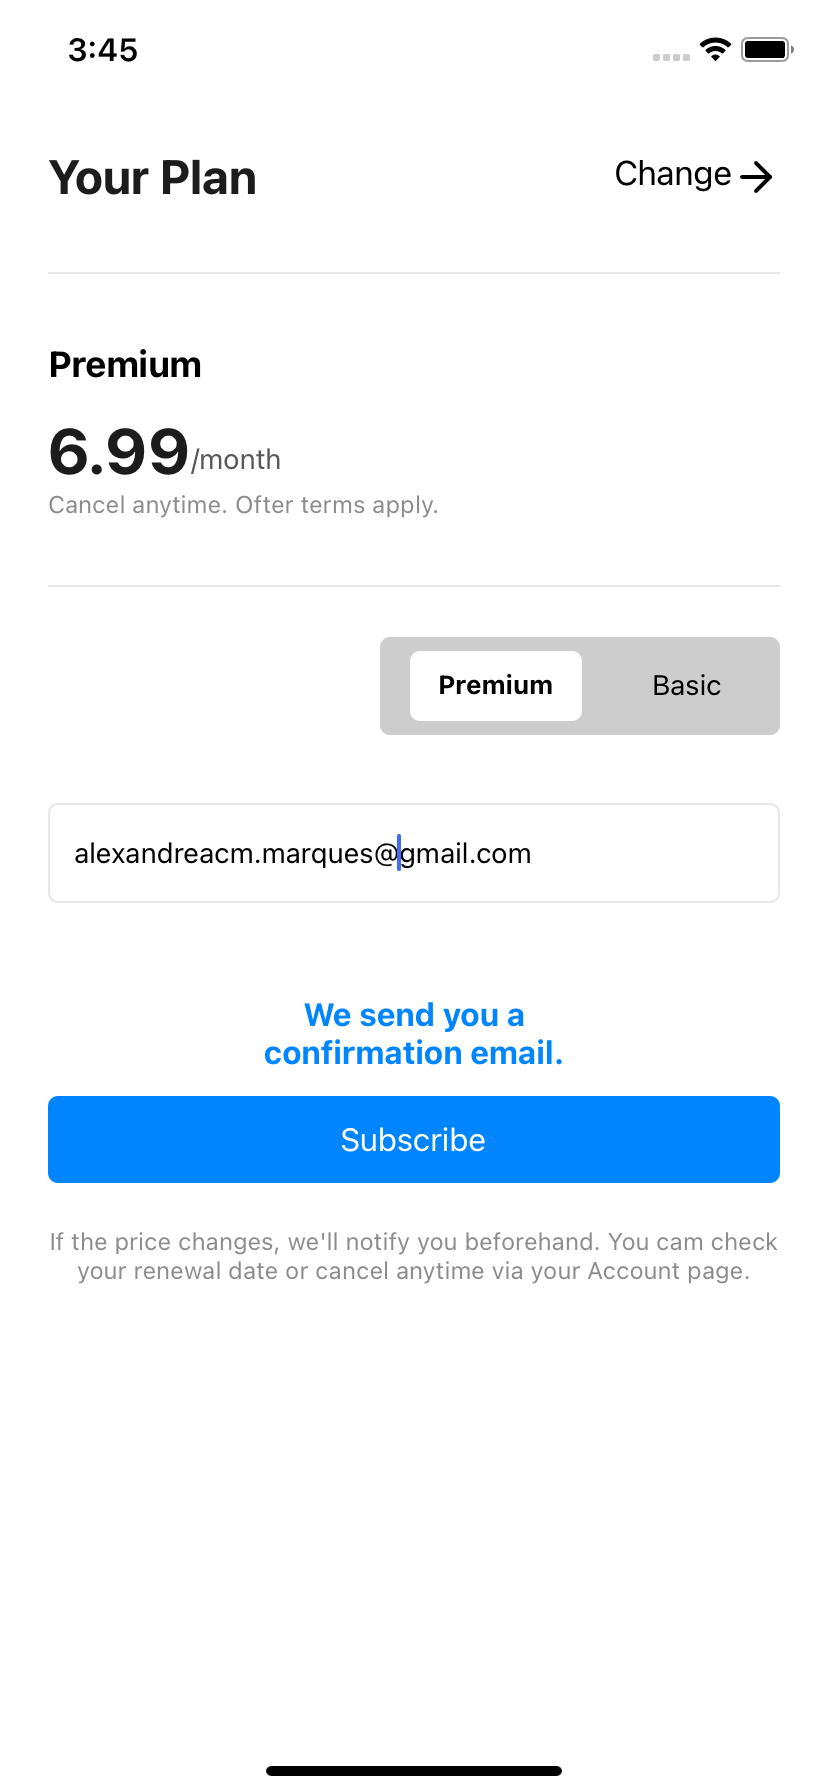 3:45
Your Plan
Change
Premium
6.99/month
Cancel anytime. Ofter terms apply.
Premium
Basic
alexandreacm.marques@gmail.com
We send you a
confirmation email.
Subscribe
If the price changes, we'll notify you beforehand. You cam check
your renewal date or cancel anytime via your Account page.